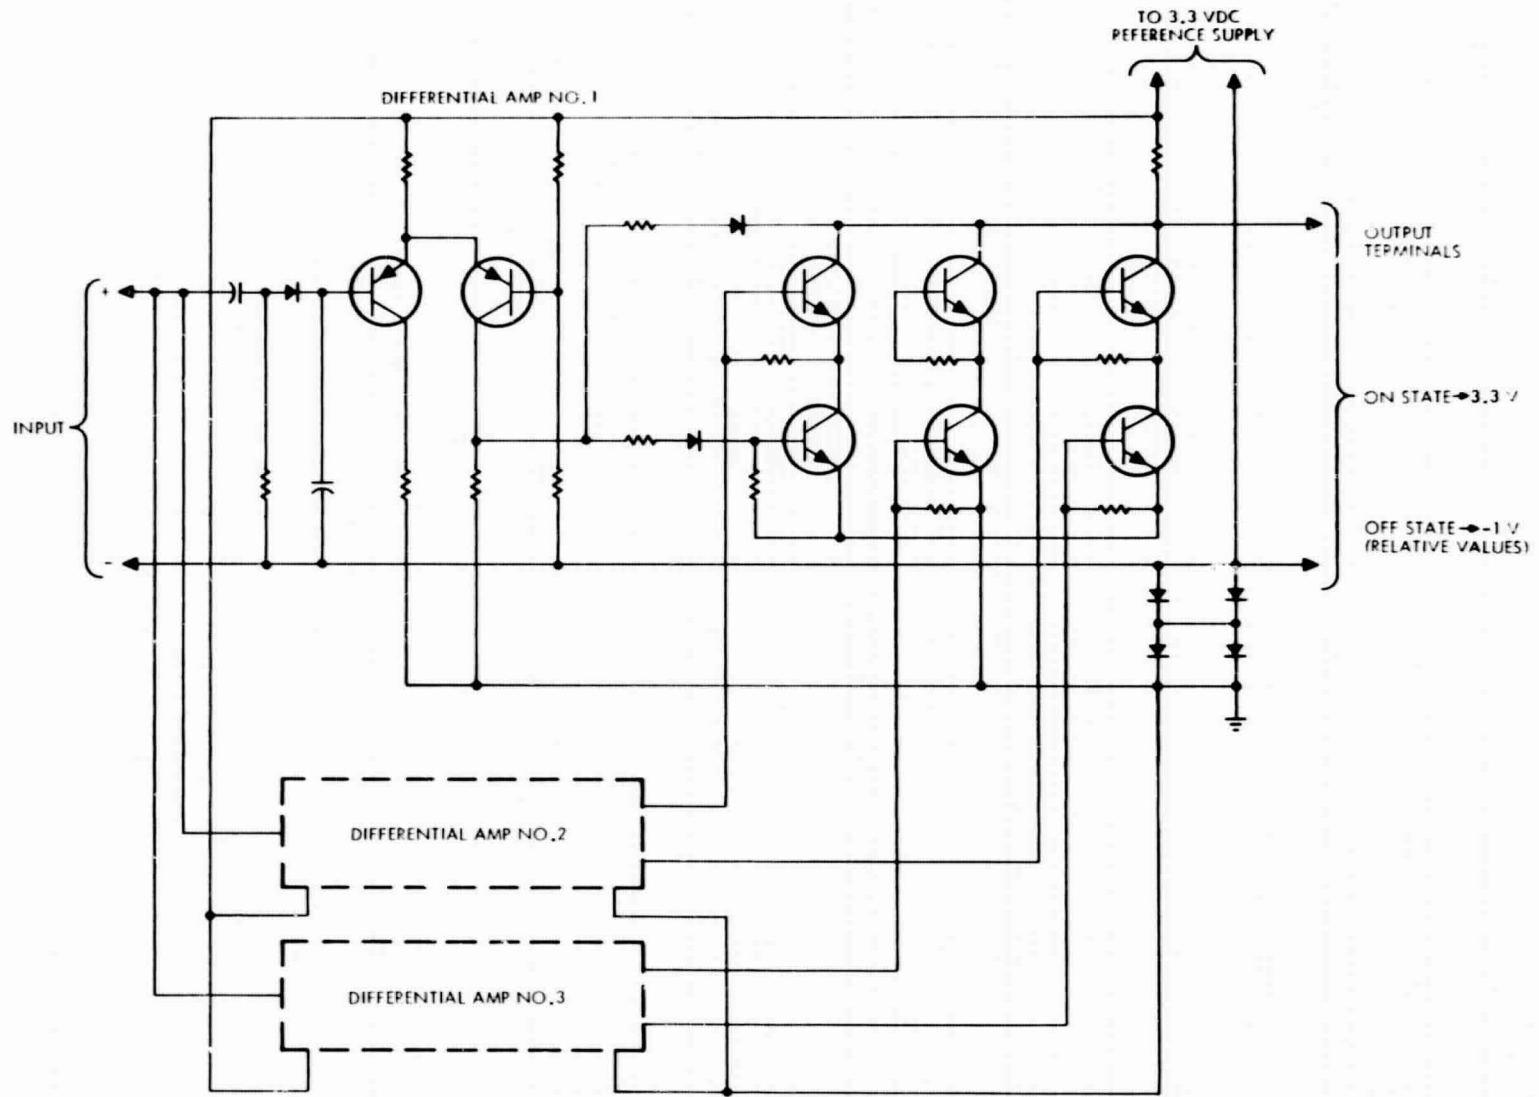 TO 3.3 VDC
REFERENCE SUPPLY
DIFFERENTIAL AMP NO.1
OUTPUT
TERMINALS
+
INPUT
ON STATE→3.3 V
-
OFF STATE→-1 V
(RELATIVE VALUES)
DIFFERENTIAL AMP NO.2
DIFFERENTIAL AMP NO.3